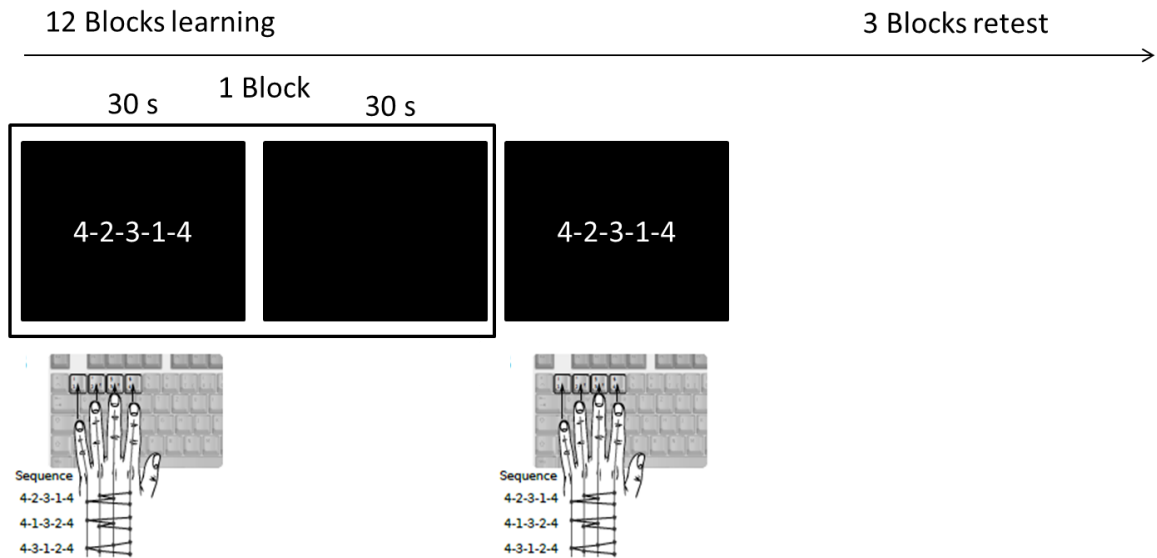 12 Blocks learning
3 Blocks retest
1 Block
30 s
30 s
4-2-3-1-4
4-2-3-1-4
Sequence
4-2-3-1-4
4-1-3-2-4
4-3-1-2-4
Sequence
4-2-3-1-4
4-1-3-2-4
4-3-1-2-4